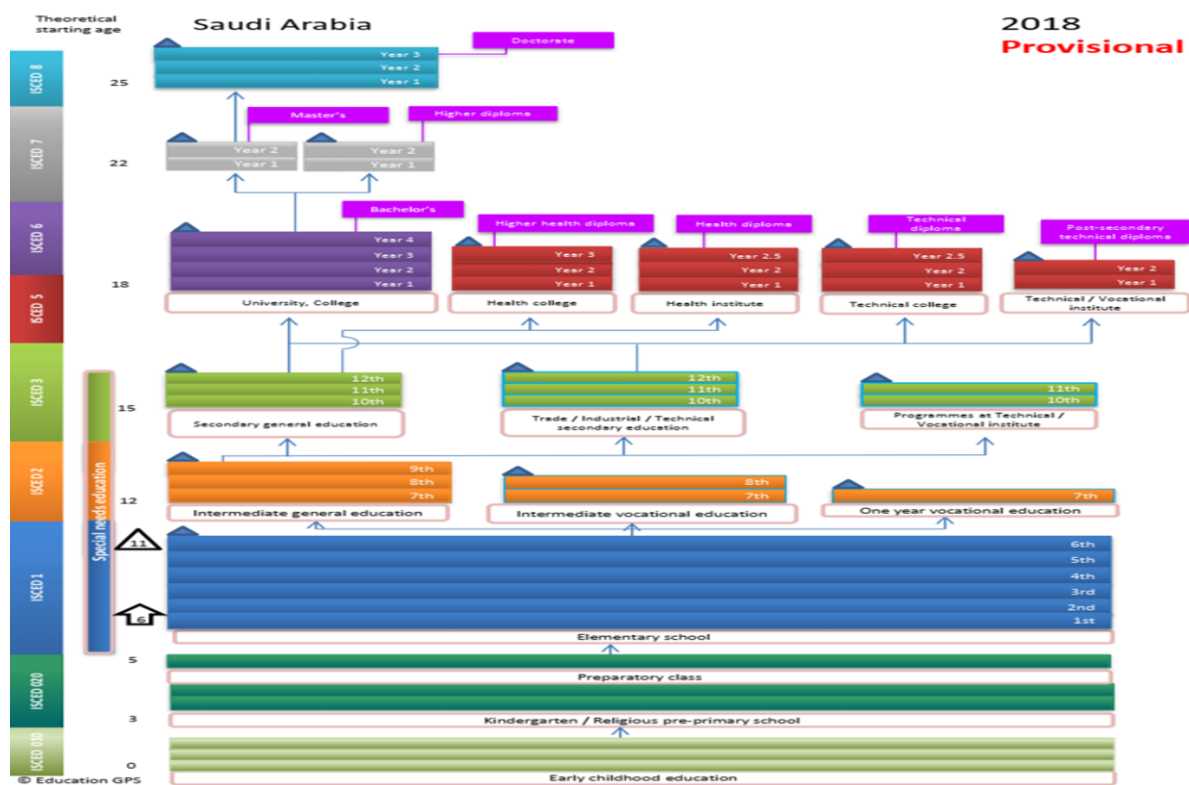 Theoretical
starting age
Saudi Arabia
2018
Provisional
Doctorate
ISCED 8
Year 3
Year 2
Year 1
25
Master's
Higher diploma
ISCED 7
Year 2
Year 1
Year 2
Year 1
22
Bachelor's
Higher health diploma
Health diploma
Technical
diploma
Post-secondary
technical diploma
ISCED 6
Year 4
Year 3
Year 2
Year 1
Year 3
Year 2
Year 1
Year 2.5
Year 2
Year 1
Year 2.5
Year 2
Year 1
Year 2
Year 1
18
ISCED 5
University, College
Health college
Health institute
Technical college
Technical / Vocational
institute
ISCED 3
12th
11th
10th
12th
11th
10th
11th
10th
15
Secondary general education
Trade / Industrial / Technical
secondary education
Programmes at Technical /
Vocational institute
ISCED 2
9th
8th
7th
8th
7th
7th
12
Intermediate general education
Intermediate vocational education
One year vocational education
Special needs education
11
ISCED 1
6th
5th
4th
3rd
2nd
1st
6
Elementary school
5
Preparatory class
ISCED 020
3
Kindergarten / Religious pre-primary school
ISCED 010
0
Early childhood education
© Education GPS